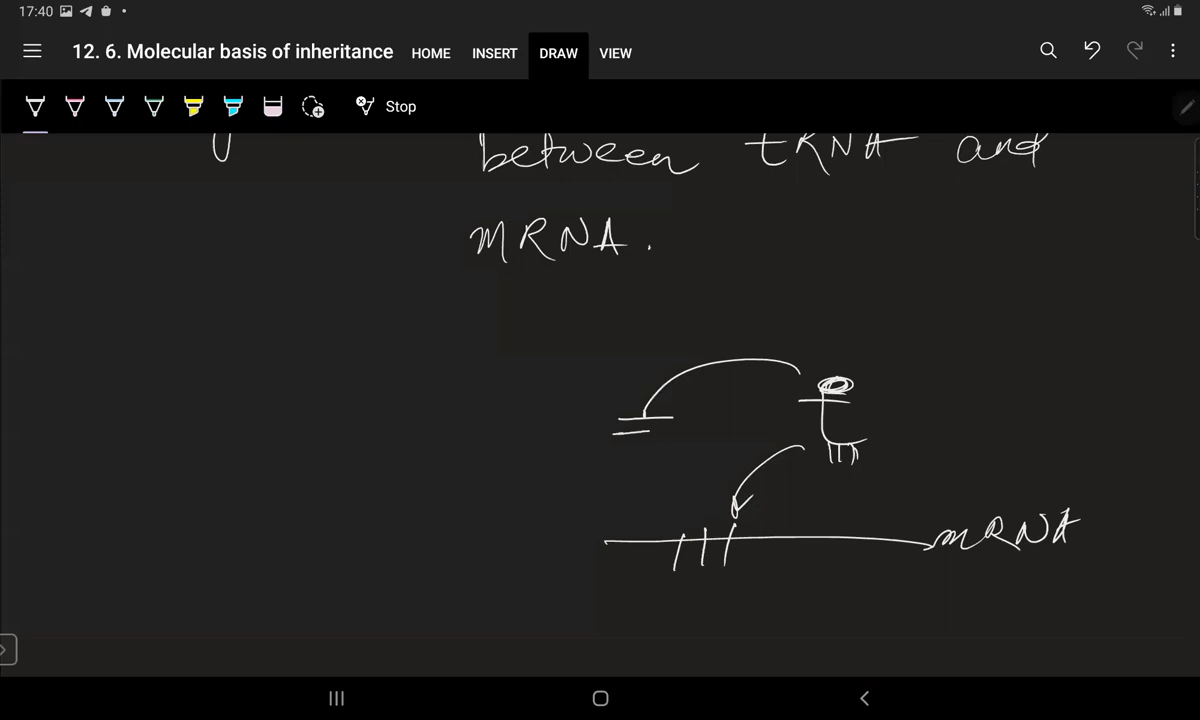 17:40
12. 6. Molecular basis of inheritance HOME INSERT DRAW VIEW
Stop
between tRNA and
mRNA.
mRNA